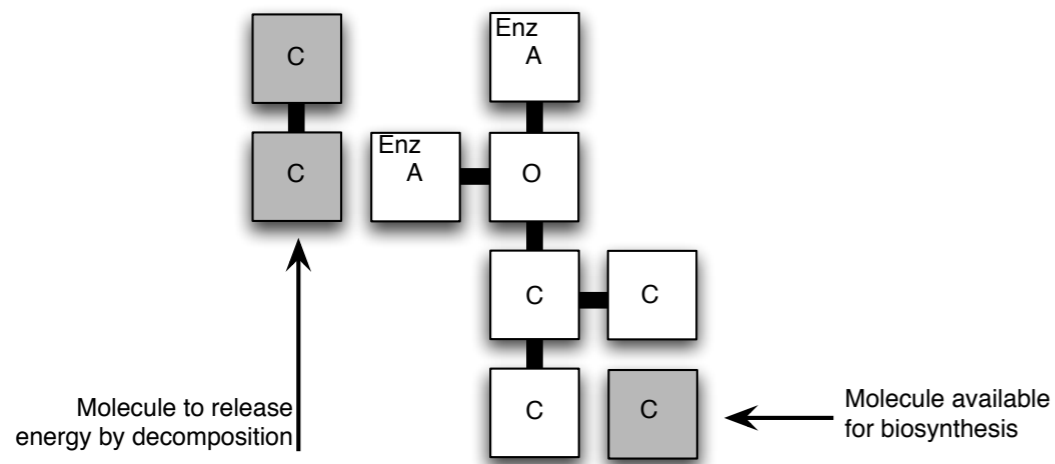 C
Enz
A
C
Enz
A
O
C
C
C
C
Molecule to release
energy by decomposition
Molecule available
for biosynthesis